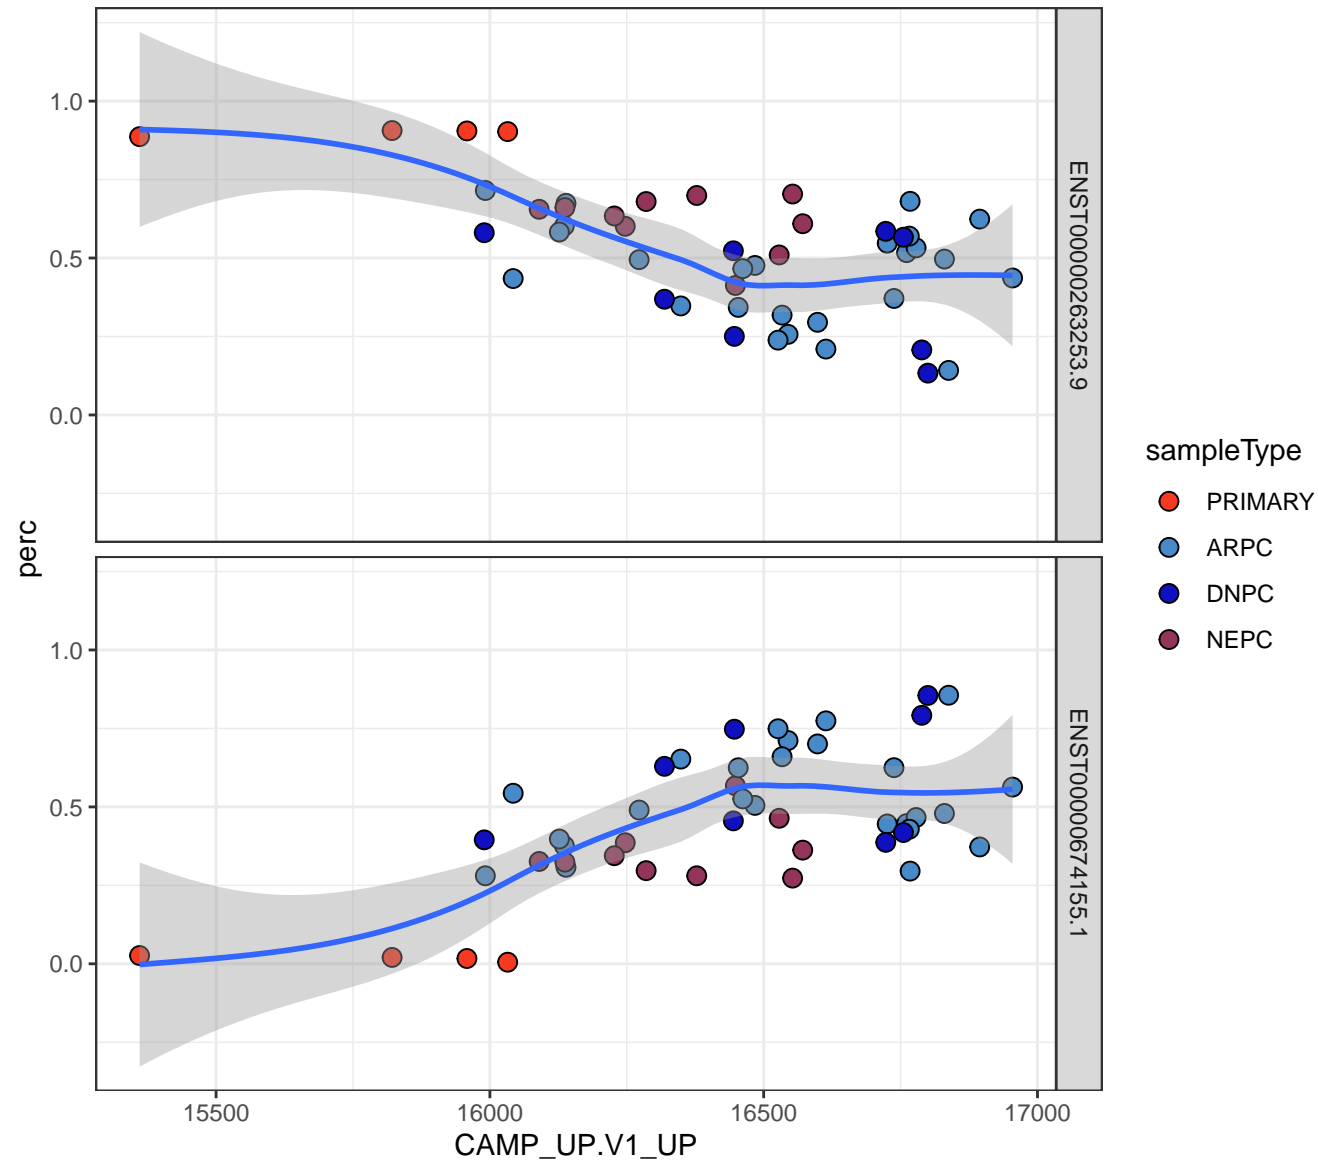 1.0
0.5
0.0
ENST00000263253.9
perc
1.0
0.5
0.0
ENST00000674155.1
15500
16000
16500
17000
CAMP_UP.V1_UP
sampleType
PRIMARY
ARPC
DNPC
NEPC